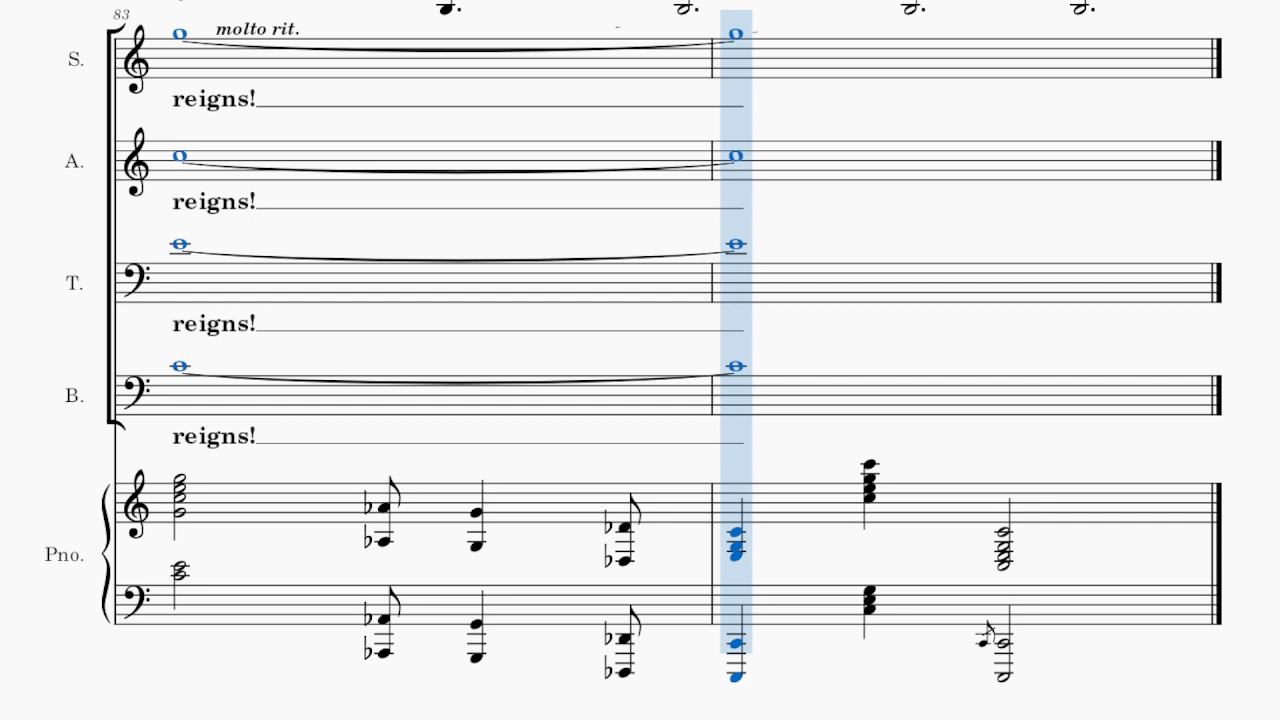 83
molto rit.
S.
reigns!
A.
reigns!
T.
reigns!
B.
reigns!
Pno.